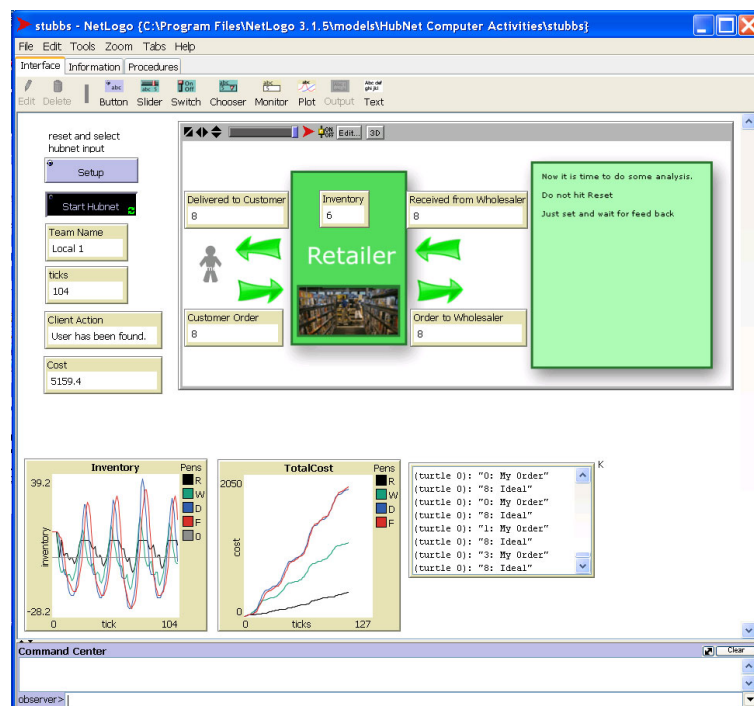 stubbs - NetLogo {C:\Program Files\NetLogo 3.1.5\models\HubNet Computer Activities\stubbs}
File Edit Tools Zoom Tabs Help
Interface Information Procedures
Edit Delete Button Slider Switch Chooser Monitor Plot Output Text
reset and select
hubnet input
Setup
Start Hubnet
Team Name
Local 1
ticks
104
Client Action
User has been found.
Cost
5159.4
Edit... 3D
Delivered to Customer
8
Inventory
6
Received from Wholesaler
8
Retailer
Customer Order
8
Order to Wholesaler
8
Now it is time to do some analysis.
Do not hit Reset
Just set and wait for feed back
Inventory
Pens
R
W
D
F
0
39.2
inventory
-28.2
0 tick 104
TotalCost
Pens
R
W
D
F
2050
cost
0
0 ticks 127
K
(turtle 0): "0: My Order"
(turtle 0): "8: Ideal"
(turtle 0): "0: My Order"
(turtle 0): "8: Ideal"
(turtle 0): "1: My Order"
(turtle 0): "8: Ideal"
(turtle 0): "3: My Order"
(turtle 0): "8: Ideal"
Command Center
Clear
observer>